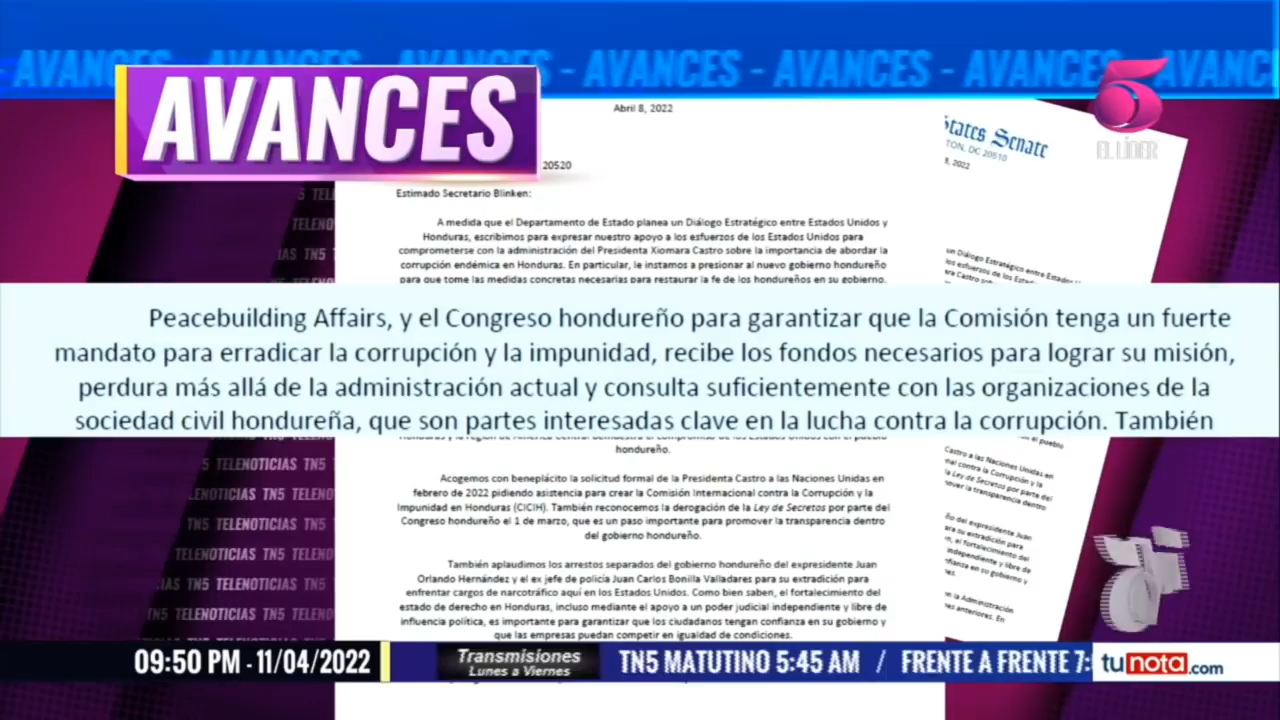 AVANCES - AVANCES - AVANCES - AVANCES
AVANCES
5
EL LÍDER
Abril 8, 2022
20520
Estimado Secretario Blinken:
A medida que el Departamento de Estado planea un Diálogo Estratégico entre Estados Unidos y
Honduras, escribimos para expresar nuestro apoyo a los esfuerzos de los Estados Unidos para
comprometerse con la administración del Presidenta Xiomara Castro sobre la importancia de abordar la
corrupción endémica en Honduras. En particular, le instamos a presionar al nuevo gobierno hondureño
para que tome las medidas concretas necesarias para restaurar la fe de los hondureños en su gobierno.
States Senate
TON, DC 20510
8, 2022
Peacebuilding Affairs, y el Congreso hondureño para garantizar que la Comisión tenga un fuerte
mandato para erradicar la corrupción y la impunidad, recibe los fondos necesarios para lograr su misión,
perdura más allá de la administración actual y consulta suficientemente con las organizaciones de la
sociedad civil hondureña, que son partes interesadas clave en la lucha contra la corrupción. También
hondureño.
Acogemos con beneplácito la solicitud formal de la Presidenta Castro a las Naciones Unidas en
febrero de 2022 pidiendo asistencia para crear la Comisión Internacional contra la Corrupción y la
Impunidad en Honduras (CICIH). También reconocemos la derogación de la Ley de Secretos por parte del
Congreso hondureño el 1 de marzo, que es un paso importante para promover la transparencia dentro
del gobierno hondureño.
También aplaudimos los arrestos separados del gobierno hondureño del expresidente Juan
Orlando Hernández y el ex jefe de policía Juan Carlos Bonilla Valladares para su extradición para
enfrentar cargos de narcotráfico aquí en los Estados Unidos. Como bien saben, el fortalecimiento del
estado de derecho en Honduras, incluso mediante el apoyo a un poder judicial independiente y libre de
influencia política, es importante para garantizar que los ciudadanos tengan confianza en su gobierno y
que las empresas puedan competir en igualdad de condiciones.
5 TELENOTICIAS TN5
TN5 TELENOTICIAS
TELENOTICIAS TN5
09:50 PM - 11/04/2022
Transmisiones
Lunes a Viernes
TN5 MATUTINO 5:45 AM / FRENTE A FRENTE 7:
tunota.com